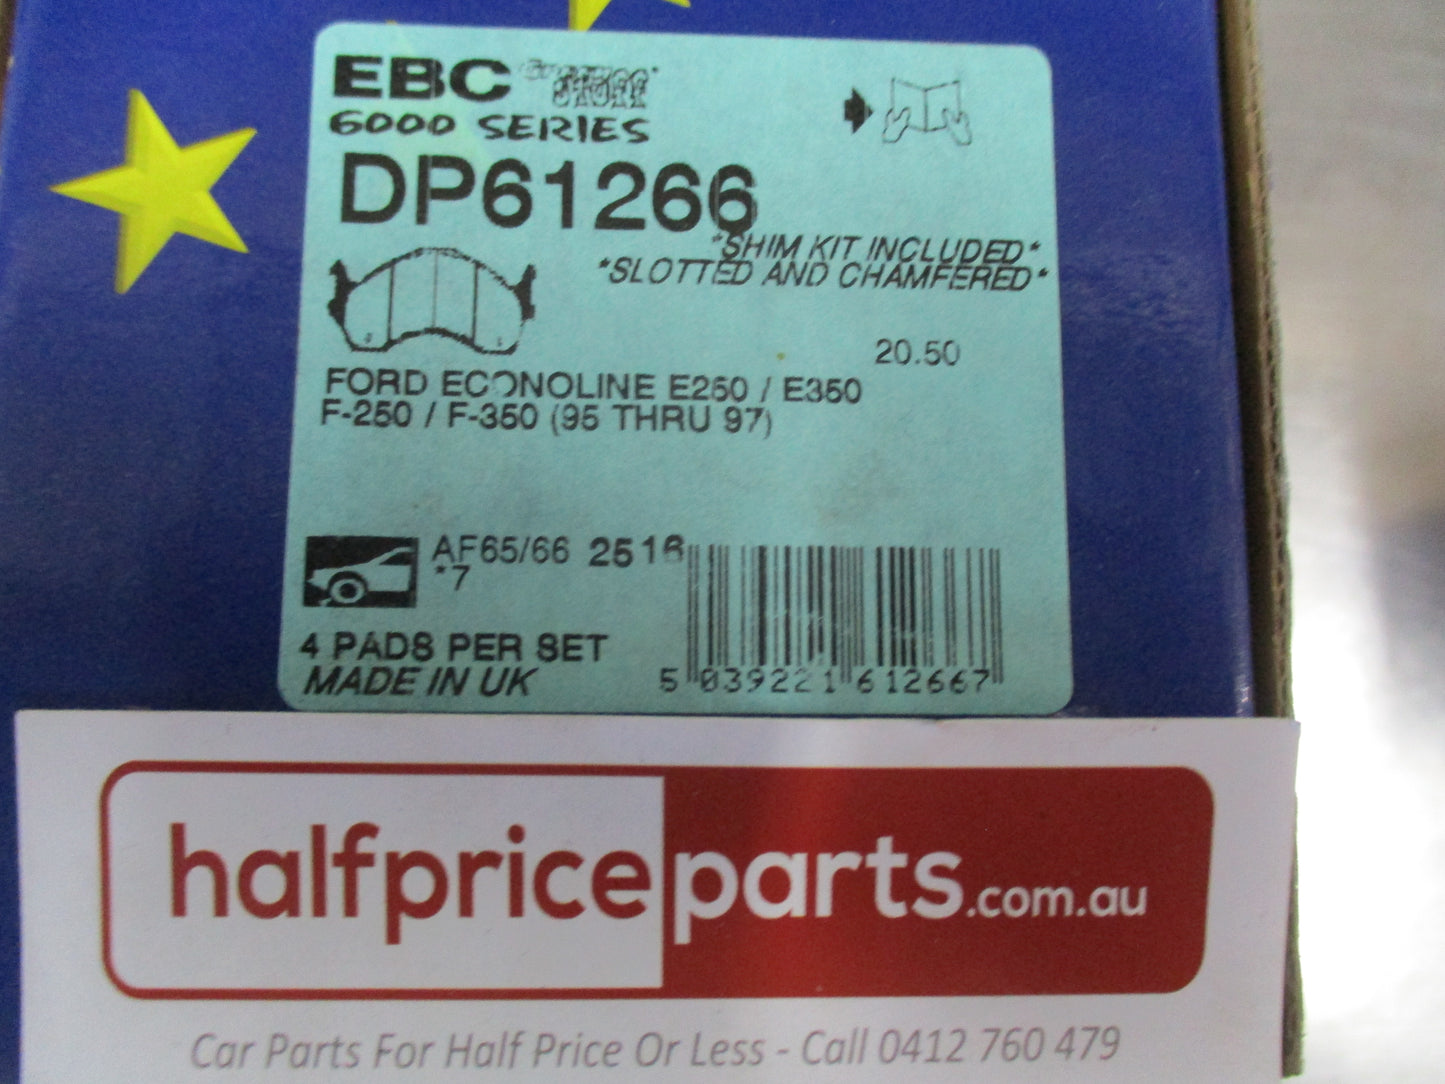 EBC Greenstuff
6000 SERIES
DP61266
*SHIM KIT INCLUDED*
*SLOTTED AND CHAMFERED*
20.50
FORD ECONOLINE E250 / E350
F-250 / F-350 (95 THRU 97)
AF65/66 2516
*7
4 PADS PER SET
MADE IN UK
5 039221 612667
halfpriceparts.com.au
Car Parts For Half Price Or Less - Call 0412 760 479